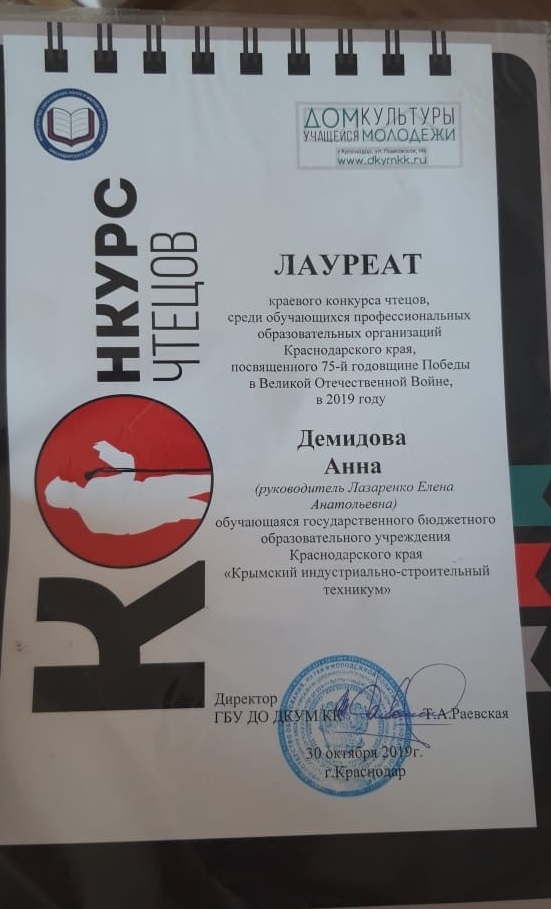 ДОМ КУЛЬТУРЫ
УЧАЩЕЙСЯ МОЛОДЕЖИ
www.dkymkk.ru
КОНКУРС
ЧТЕЦОВ
ЛАУРЕАТ
краевого конкурса чтецов,
среди обучающихся профессиональных
образовательных организаций
Краснодарского края,
посвященного 75-й годовщине Победы
в Великой Отечественной Войне,
в 2019 году
Демидова
Анна
(руководитель Лазаренко Елена
Анатольевна)
обучающаяся государственного бюджетного
образовательного учреждения
Краснодарского края
«Крымский индустриально-строительный
техникум»
Директор
ГБУ ДО ДКУМ КК Т.А.Раевская
30 октября 2019г.
г.Краснодар